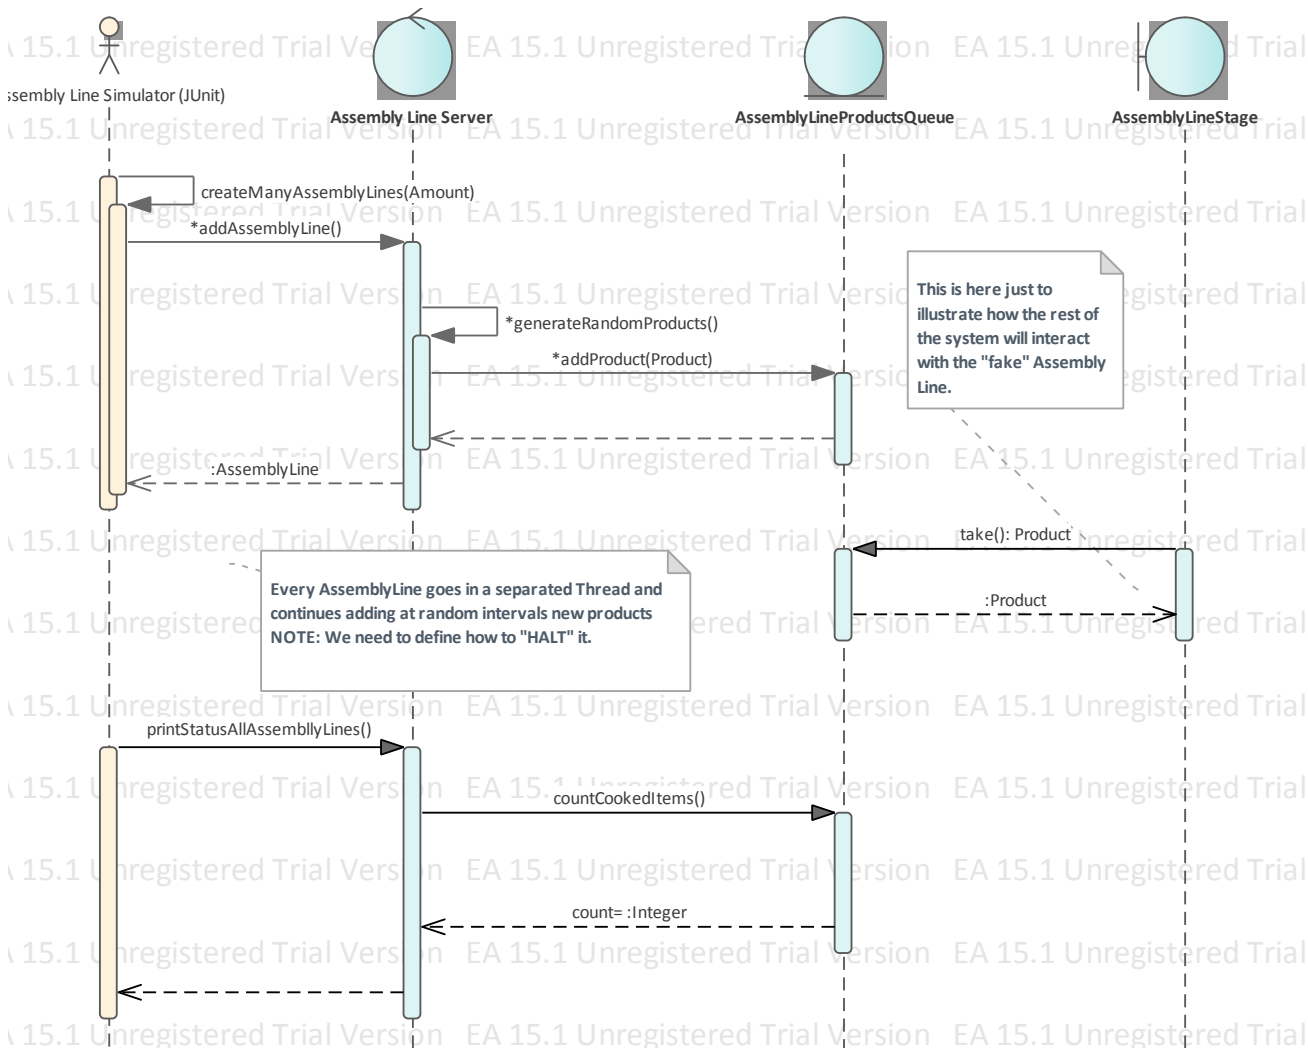 ssembly Line Simulator (JUnit)
Assembly Line Server
AssemblyLineProductsQueue
AssemblyLineStage
createManyAssemblyLines(Amount)
*addAssemblyLine()
*generateRandomProducts()
*addProduct(Product)
This is here just to
illustrate how the rest of
the system will interact
with the "fake" Assembly
Line.
:AssemblyLine
take(): Product
:Product
Every AssemblyLine goes in a separated Thread and
continues adding at random intervals new products
NOTE: We need to define how to "HALT" it.
printStatusAllAssembllyLines()
countCookedItems()
count= :Integer
EA 15.1 Unregistered Trial Version